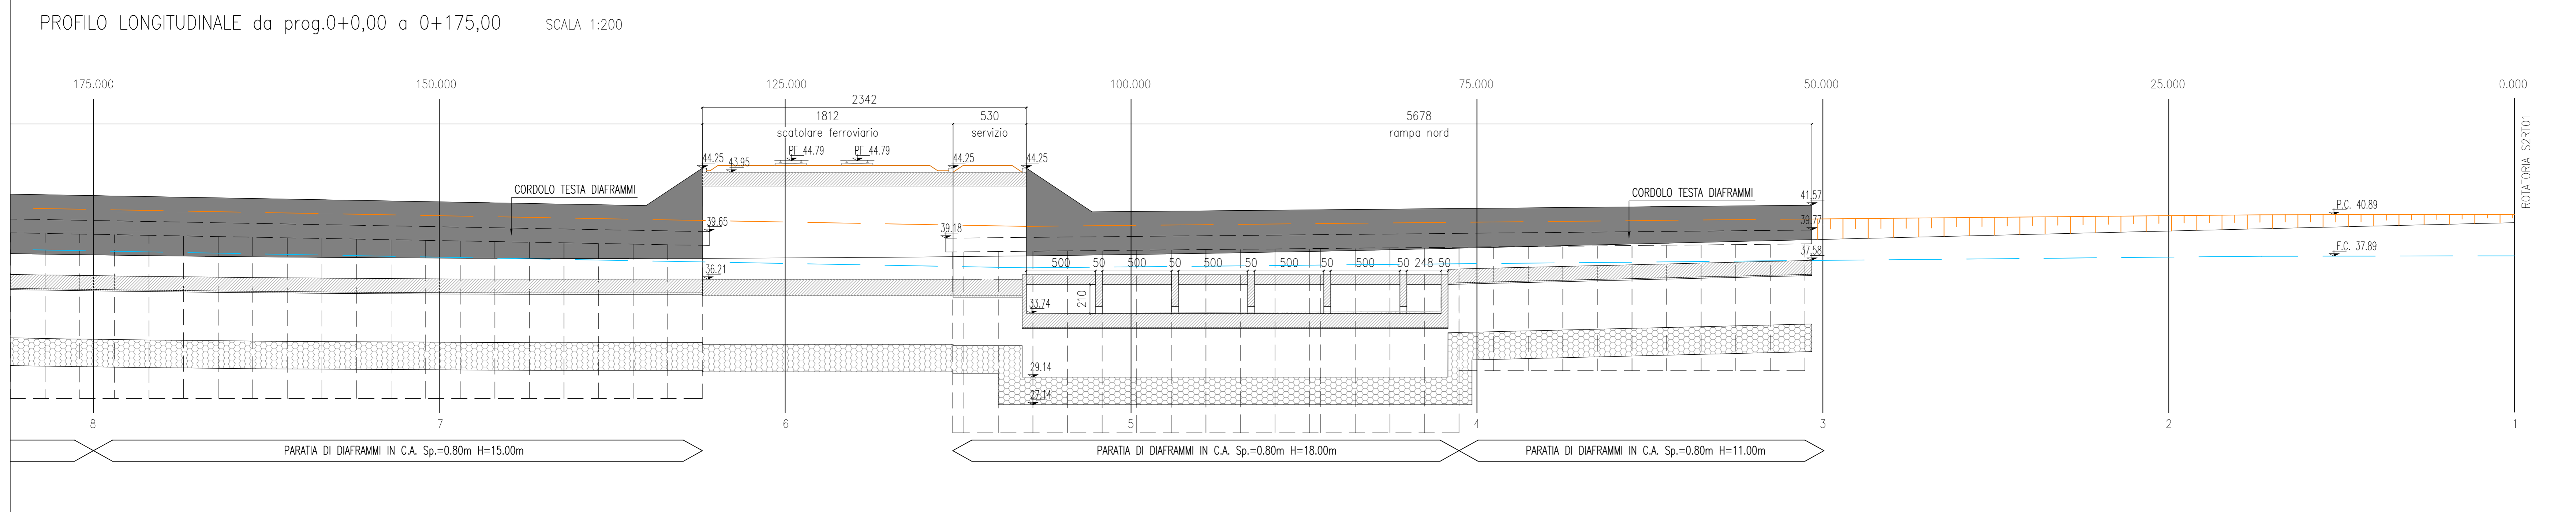 PROFILO LONGITUDINALE da prog.0+0,00 a 0+175,00 SCALA 1:200
175.000 150.000 125.000 100.000 75.000 50.000 25.000 0.000
2342
1812 530 5678
scatolare ferroviario servizio rampa nord
PF 44.79 PF 44.79
44.25 43.95 44.25 44.25
CORDOLO TESTA DIAFRAMMI CORDOLO TESTA DIAFRAMMI 41.57
P.C. 40.89
39.65 39.18 39.77
F.C. 37.89
37.58
500 50 500 50 500 50 500 50 500 50 248 50
36.21
210
33.74
29.14
27.14
8 7 6 5 4 3 2 1
PARATIA DI DIAFRAMMI IN C.A. Sp.=0.80m H=15.00m PARATIA DI DIAFRAMMI IN C.A. Sp.=0.80m H=18.00m PARATIA DI DIAFRAMMI IN C.A. Sp.=0.80m H=11.00m
ROTATORIA S2RT01